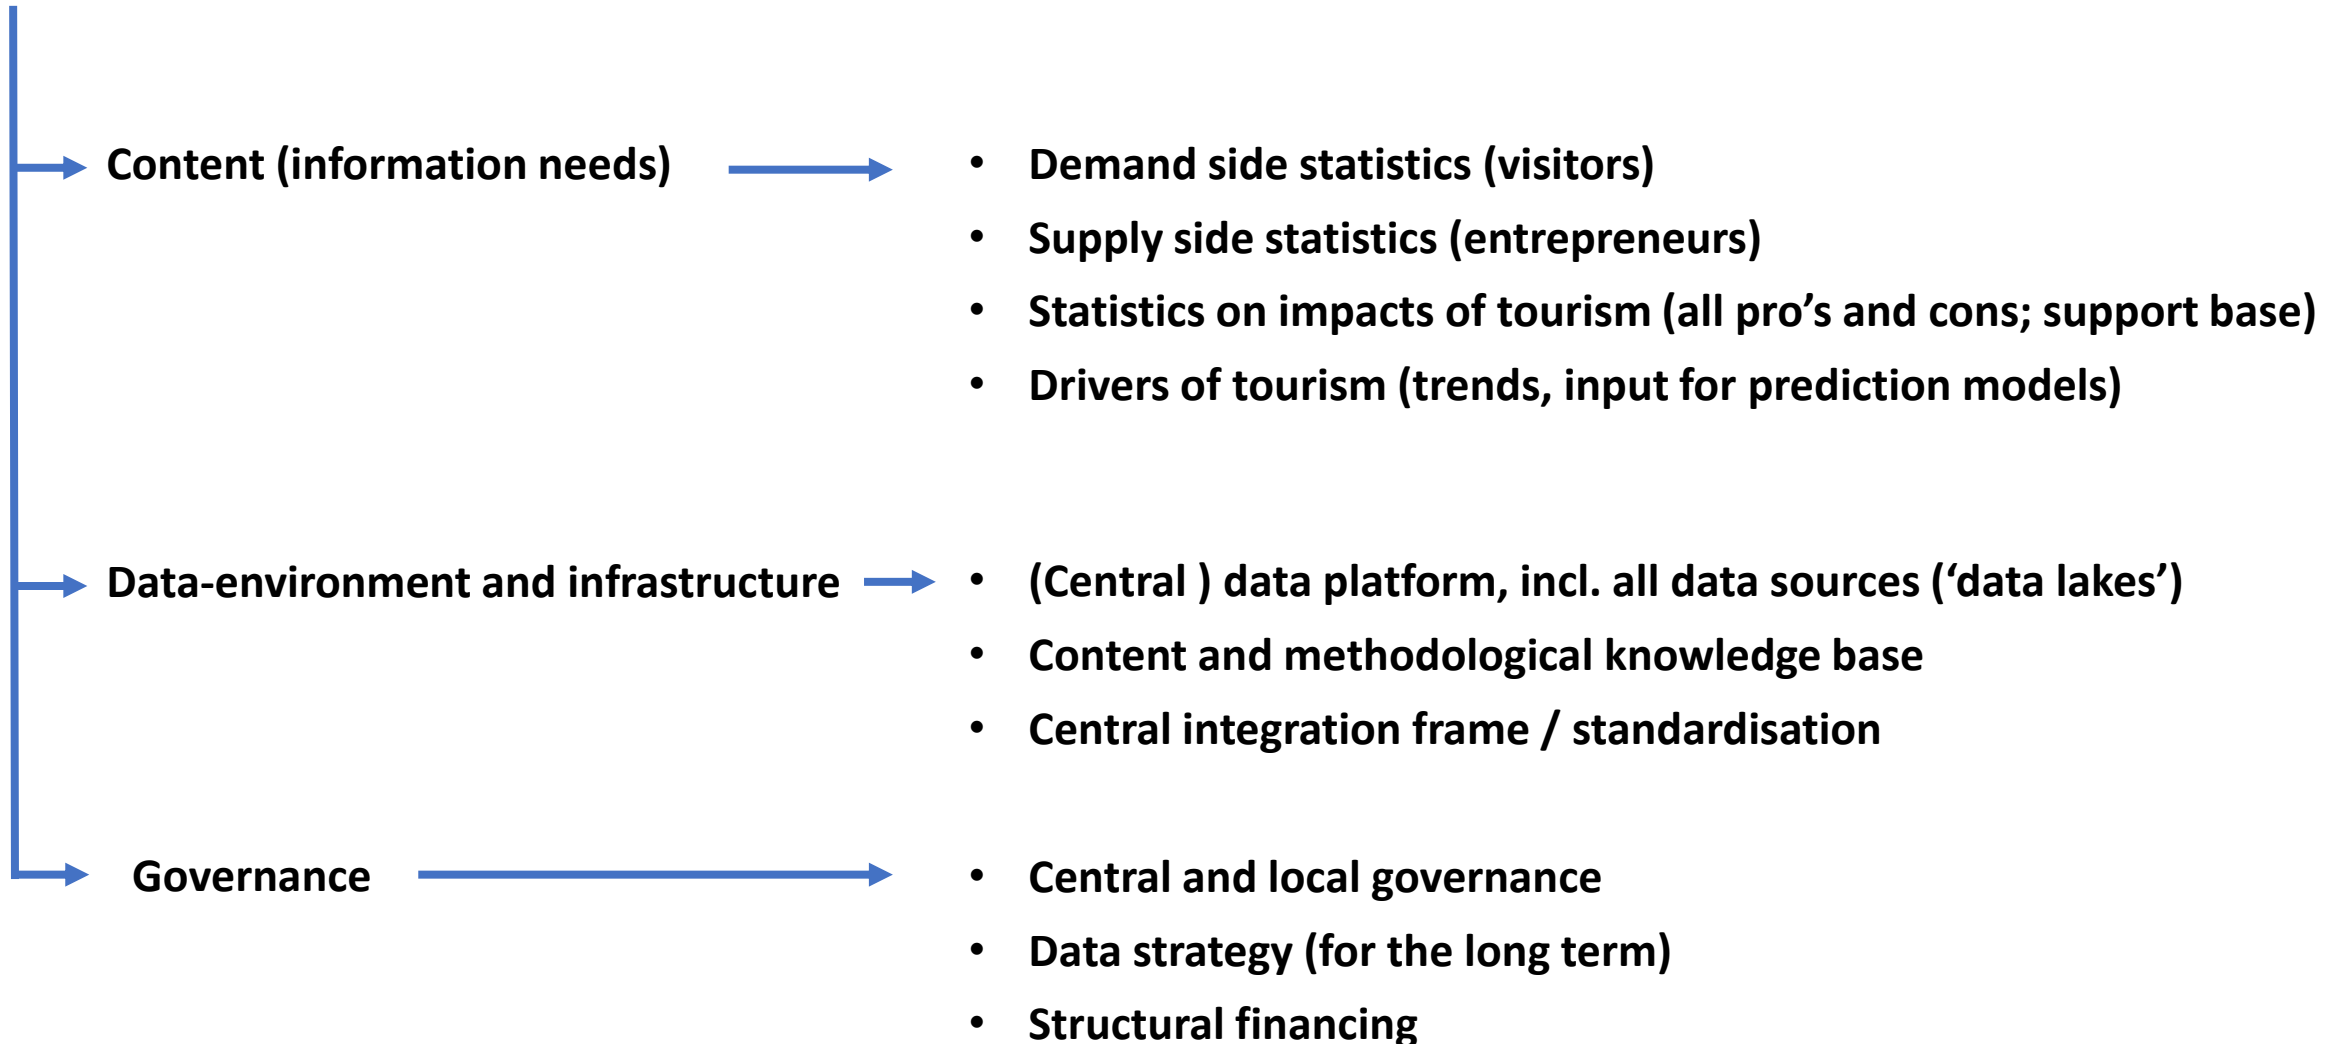 Content (information needs)
• Demand side statistics (visitors)
• Supply side statistics (entrepreneurs)
• Statistics on impacts of tourism (all pro’s and cons; support base)
• Drivers of tourism (trends, input for prediction models)
Data-environment and infrastructure
• (Central ) data platform, incl. all data sources (‘data lakes’)
• Content and methodological knowledge base
• Central integration frame / standardisation
Governance
• Central and local governance
• Data strategy (for the long term)
• Structural financing